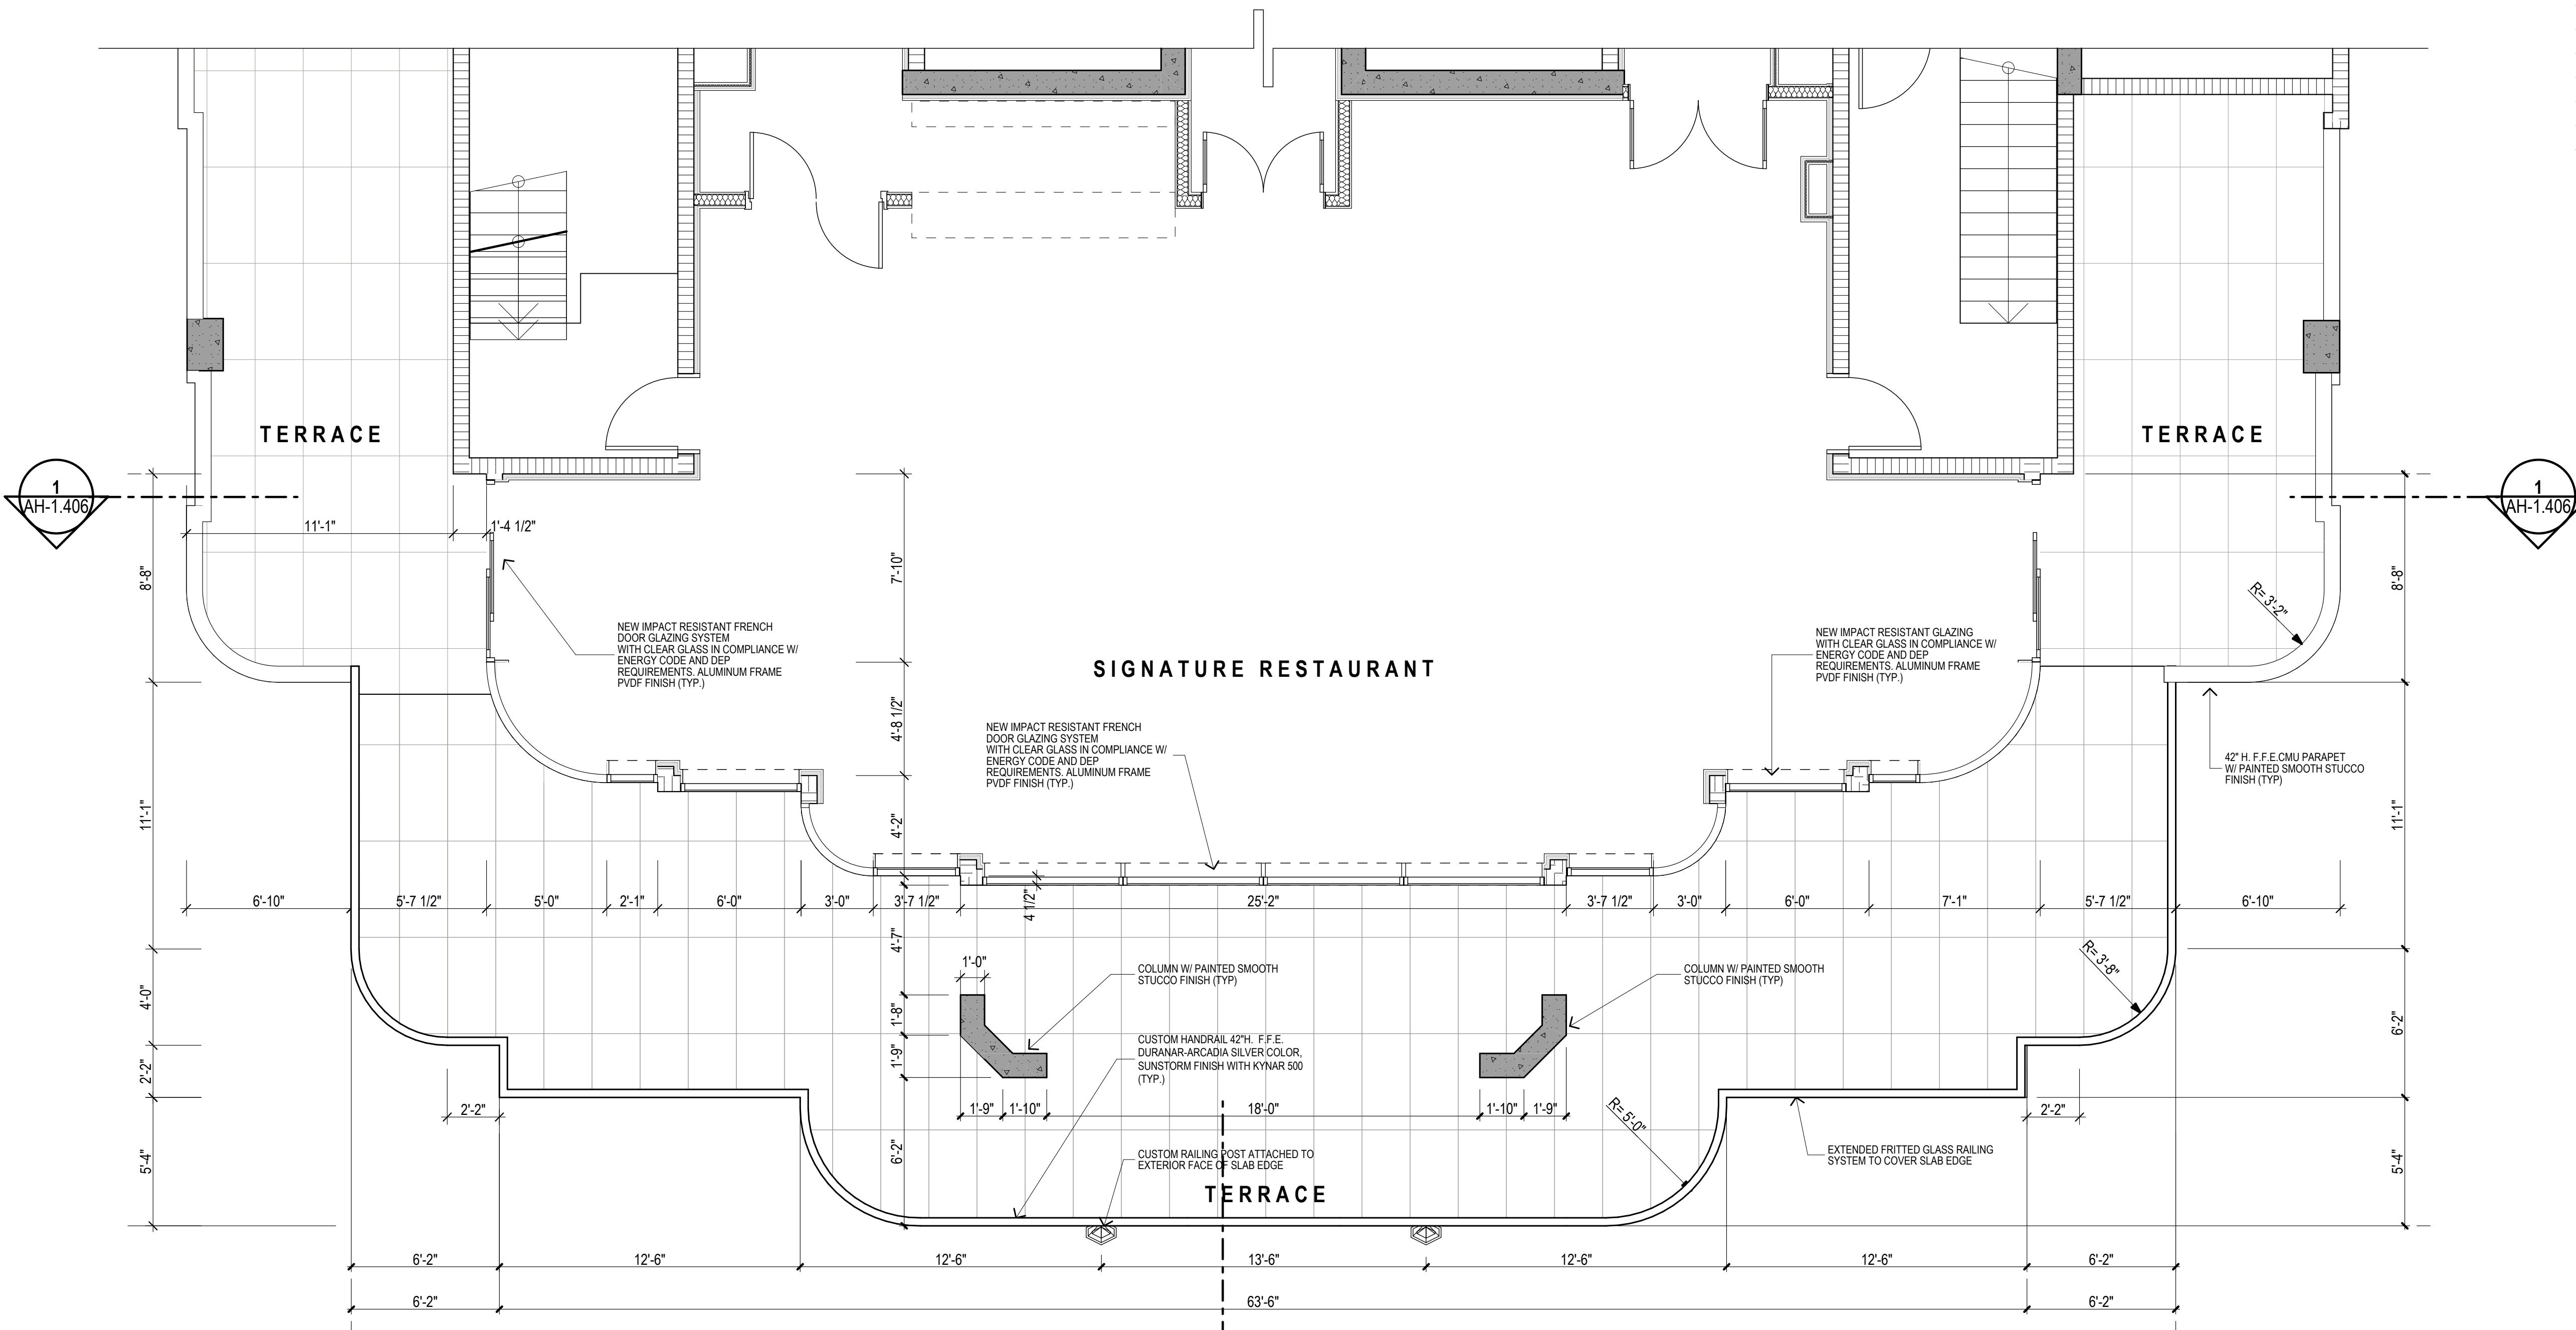 TERRACE
TERRACE
1
AH-1.406
1
AH-1.406
11'-1"
1'-4 1/2"
8'-8"
7'-10"
8'-8"
R= 3'-2"
NEW IMPACT RESISTANT FRENCH
DOOR GLAZING SYSTEM
WITH CLEAR GLASS IN COMPLIANCE W/
ENERGY CODE AND DEP
REQUIREMENTS. ALUMINUM FRAME
PVDF FINISH (TYP.)
NEW IMPACT RESISTANT GLAZING
WITH CLEAR GLASS IN COMPLIANCE W/
ENERGY CODE AND DEP
REQUIREMENTS. ALUMINUM FRAME
PVDF FINISH (TYP.)
SIGNATURE RESTAURANT
4'-8 1/2"
NEW IMPACT RESISTANT FRENCH
DOOR GLAZING SYSTEM
WITH CLEAR GLASS IN COMPLIANCE W/
ENERGY CODE AND DEP
REQUIREMENTS. ALUMINUM FRAME
PVDF FINISH (TYP.)
42" H. F.F.E.CMU PARAPET
W/ PAINTED SMOOTH STUCCO
FINISH (TYP)
11'-1"
4'-2"
11'-1"
6'-10"
5'-7 1/2"
5'-0"
2'-1"
6'-0"
3'-0"
3'-7 1/2"
4 1/2"
25'-2"
3'-7 1/2"
3'-0"
6'-0"
7'-1"
5'-7 1/2"
6'-10"
4'-7"
1'-0"
COLUMN W/ PAINTED SMOOTH
STUCCO FINISH (TYP)
COLUMN W/ PAINTED SMOOTH
STUCCO FINISH (TYP)
R= 3'-8"
4'-0"
1'-8"
6'-2"
CUSTOM HANDRAIL 42"H. F.F.E.
DURANAR-ARCADIA SILVER COLOR,
SUNSTORM FINISH WITH KYNAR 500
(TYP.)
2'-2"
1'-9"
2'-2"
1'-9"
1'-10"
18'-0"
1'-10"
1'-9"
R= 5'-0"
2'-2"
5'-4"
6'-2"
CUSTOM RAILING POST ATTACHED TO
EXTERIOR FACE OF SLAB EDGE
EXTENDED FRITTED GLASS RAILING
SYSTEM TO COVER SLAB EDGE
5'-4"
TERRACE
6'-2"
12'-6"
12'-6"
13'-6"
12'-6"
12'-6"
6'-2"
6'-2"
63'-6"
6'-2"